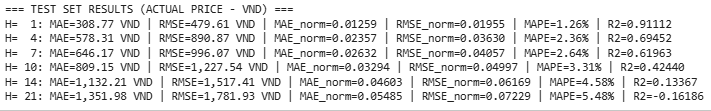 === TEST SET RESULTS (ACTUAL PRICE - VND) ===
H=  1: MAE=308.77 VND | RMSE=479.61 VND | MAE_norm=0.01259 | RMSE_norm=0.01955 | MAPE=1.26% | R2=0.91112
H=  4: MAE=578.31 VND | RMSE=890.87 VND | MAE_norm=0.02357 | RMSE_norm=0.03630 | MAPE=2.36% | R2=0.69452
H=  7: MAE=646.17 VND | RMSE=996.07 VND | MAE_norm=0.02632 | RMSE_norm=0.04057 | MAPE=2.64% | R2=0.61963
H= 10: MAE=809.15 VND | RMSE=1,227.54 VND | MAE_norm=0.03294 | RMSE_norm=0.04997 | MAPE=3.31% | R2=0.42440
H= 14: MAE=1,132.21 VND | RMSE=1,517.41 VND | MAE_norm=0.04603 | RMSE_norm=0.06169 | MAPE=4.58% | R2=0.13367
H= 21: MAE=1,351.98 VND | RMSE=1,781.93 VND | MAE_norm=0.05485 | RMSE_norm=0.07229 | MAPE=5.48% | R2=-0.16186